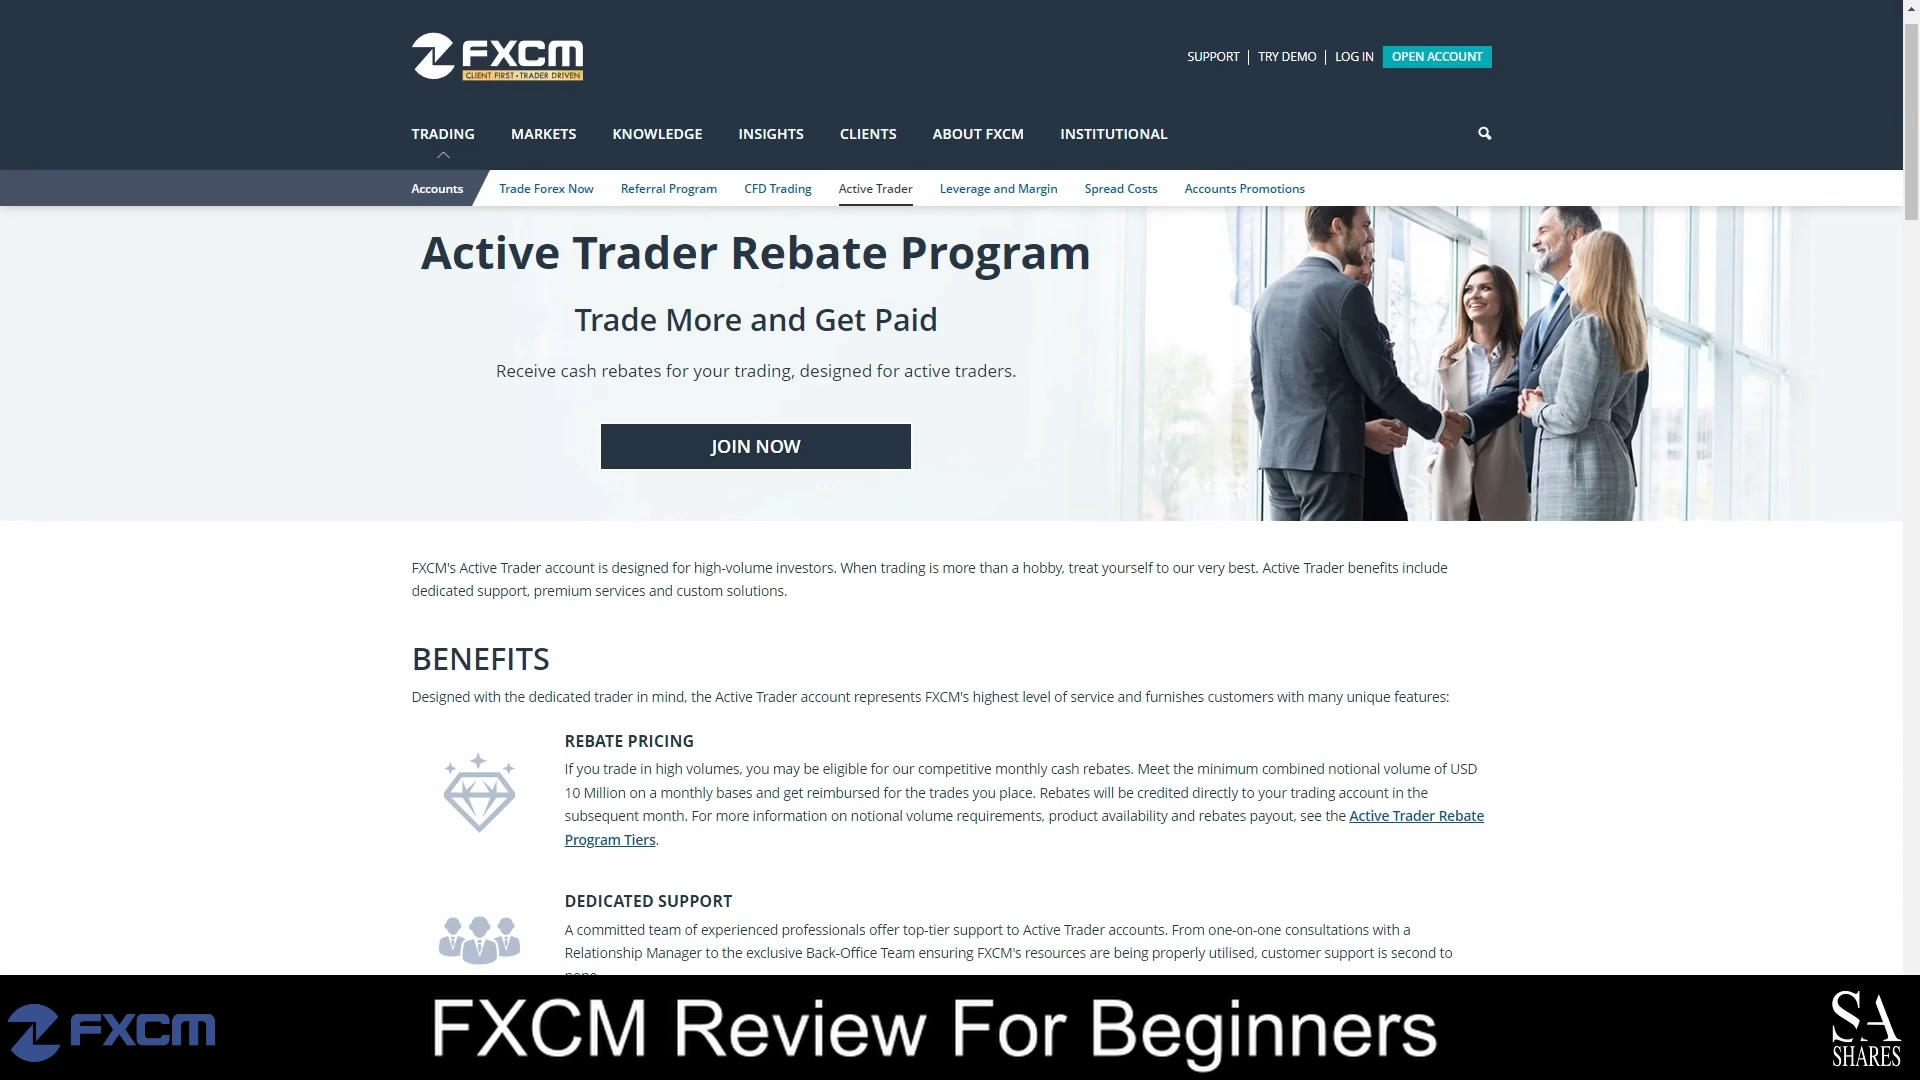 FXCM
CLIENT FIRST • TRADER DRIVEN
SUPPORT | TRY DEMO | LOG IN OPEN ACCOUNT
TRADING MARKETS KNOWLEDGE INSIGHTS CLIENTS ABOUT FXCM INSTITUTIONAL
Accounts Trade Forex Now Referral Program CFD Trading Active Trader Leverage and Margin Spread Costs Accounts Promotions
Active Trader Rebate Program
Trade More and Get Paid
Receive cash rebates for your trading, designed for active traders.
JOIN NOW
FXCM's Active Trader account is designed for high-volume investors. When trading is more than a hobby, treat yourself to our very best. Active Trader benefits include
dedicated support, premium services and custom solutions.
BENEFITS
Designed with the dedicated trader in mind, the Active Trader account represents FXCM's highest level of service and furnishes customers with many unique features:
REBATE PRICING
If you trade in high volumes, you may be eligible for our competitive monthly cash rebates. Meet the minimum combined notional volume of USD
10 Million on a monthly bases and get reimbursed for the trades you place. Rebates will be credited directly to your trading account in the
subsequent month. For more information on notional volume requirements, product availability and rebates payout, see the Active Trader Rebate
Program Tiers.
DEDICATED SUPPORT
A committed team of experienced professionals offer top-tier support to Active Trader accounts. From one-on-one consultations with a
Relationship Manager to the exclusive Back-Office Team ensuring FXCM's resources are being properly utilised, customer support is second to
FXCM
FXCM Review For Beginners
SA
SHARES